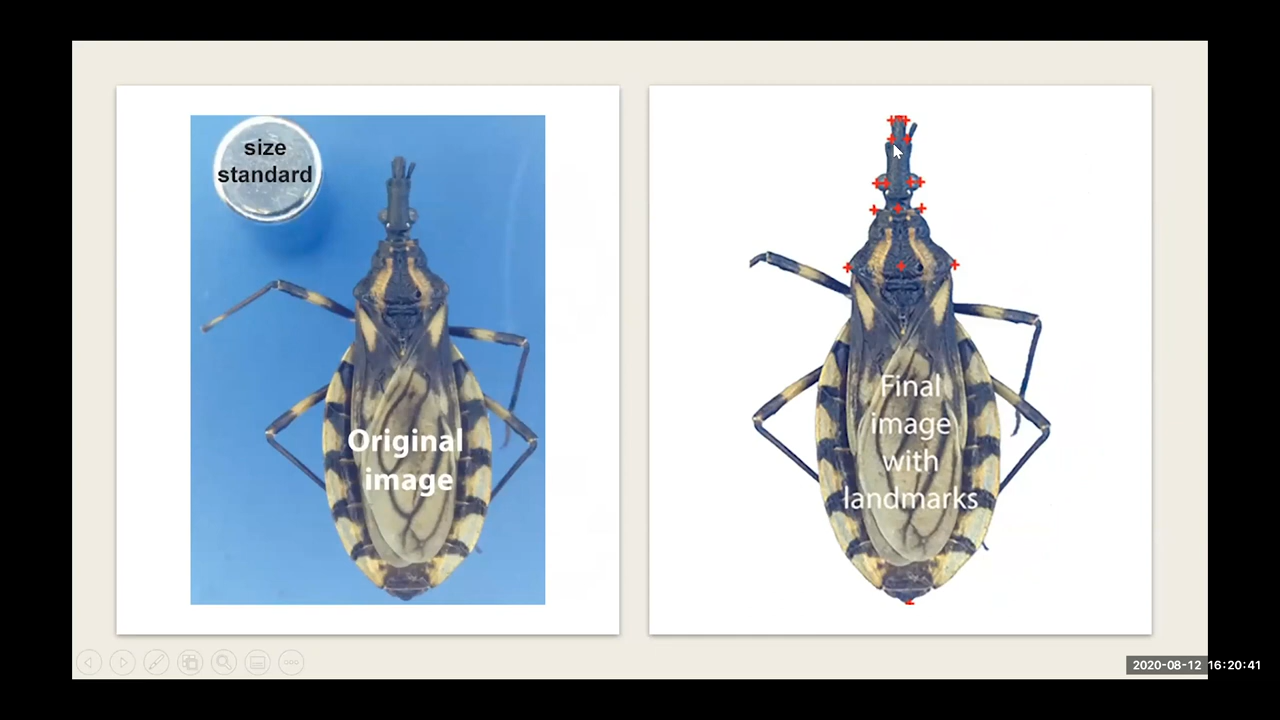 size
standard
Original
image
Final
image
with
landmarks
2020-08-12 16:20:41